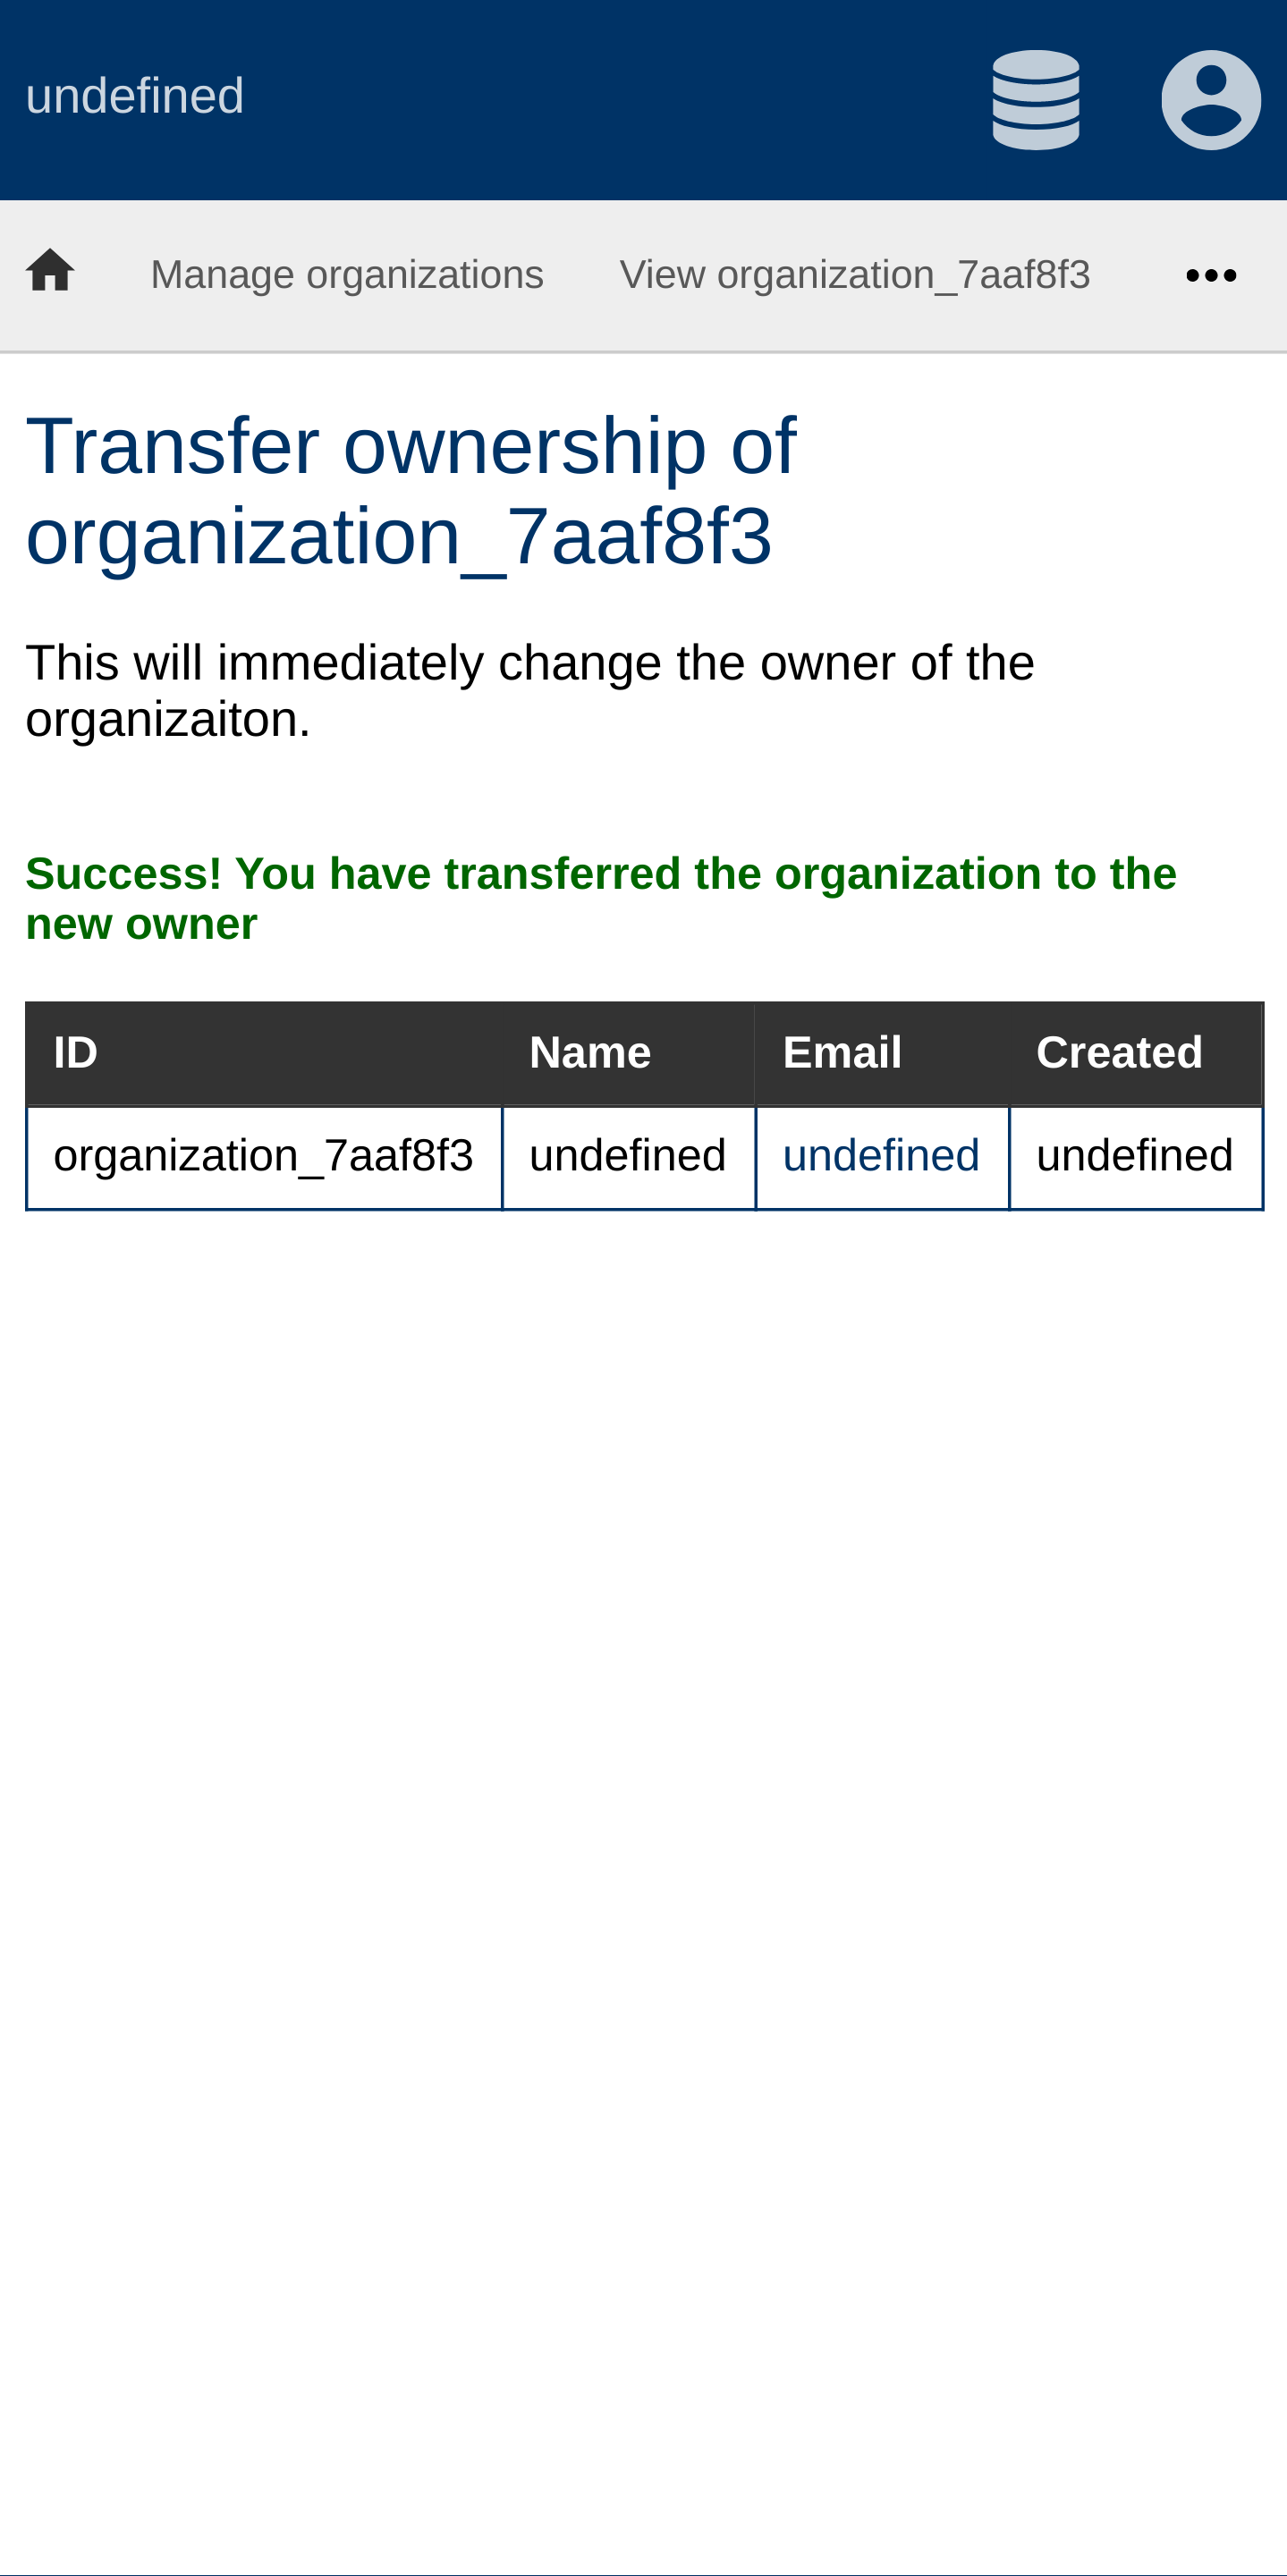 undefined
Manage organizations View organization_7aaf8f3
Transfer ownership of
organization_7aaf8f3
This will immediately change the owner of the
organizaiton.
Success! You have transferred the organization to the
new owner
ID Name Email Created
organization_7aaf8f3 undefined undefined undefined